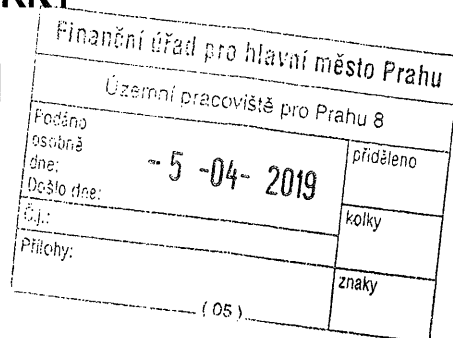 Finanční úřad pro hlavní město Prahu
Územní pracoviště pro Prahu 8
Podáno
osobně
dne:
Došlo dne:
- 5 -04- 2019
přiděleno
Č.j.:
kolky
Přílohy:
znaky
( 05 )